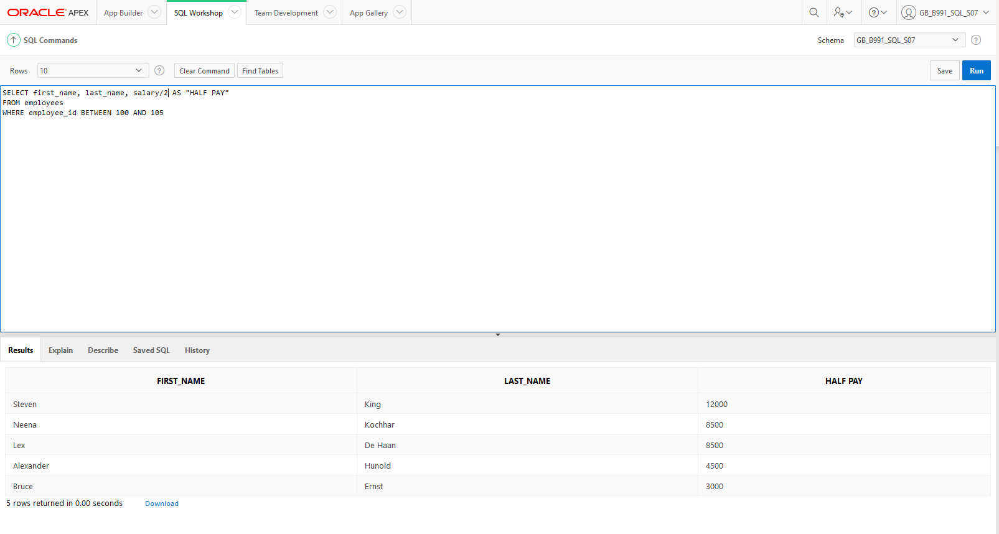 ORACLE APEX App Builder SQL Workshop Team Development App Gallery GB_B991_SQL_S07
SQL Commands Schema GB_B991_SQL_S07
Rows 10 Clear Command Find Tables Save Run
SELECT first_name, last_name, salary/2 AS "HALF PAY"
FROM employees
WHERE employee_id BETWEEN 100 AND 105
Results Explain Describe Saved SQL History
FIRST_NAME LAST_NAME HALF PAY
Steven King 12000
Neena Kochhar 8500
Lex De Haan 8500
Alexander Hunold 4500
Bruce Ernst 3000
5 rows returned in 0.00 seconds Download